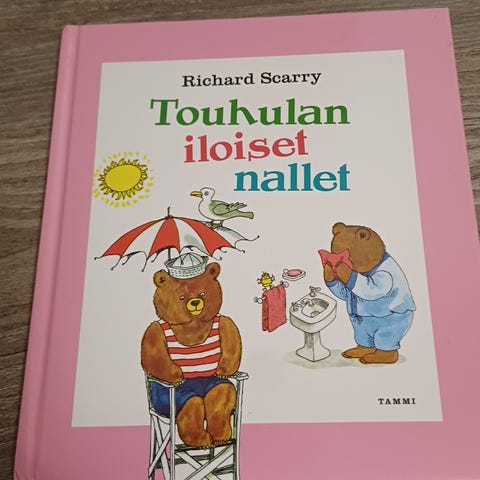 Richard Scarry
Touhulan
iloiset
nallet
TAMMI